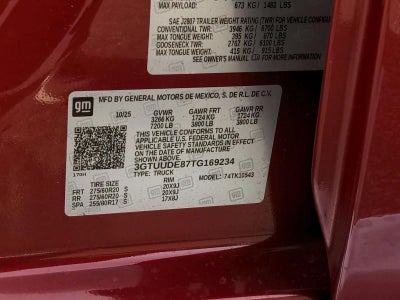 MAX PAYLOAD: 673 KG / 1483 LBS
SAE J2807 TRAILER WEIGHT RATING (TWR) FOR VEHICLE CONFIGU
CONVENTIONAL TWR: 3946 KG / 8700 LBS
MAX TONGUE WEIGHT: 395 KG / 870 LBS
GOOSENECK TWR: 2767 KG / 6100 LBS
MAX TONGUE WEIGHT: 415 KG / 915 LBS
SEE OWNER'S MANUAL FOR ADDITIONAL
gm
MFD BY GENERAL MOTORS DE MEXICO, S. DE R.L. DE C.V.
10/25 GVWR GAWR FRT GAWR RR
3266 KG 1724 KG 1724 KG
7200 LB 3800 LB 3800 LB
THIS VEHICLE CONFORMS TO ALL
APPLICABLE U.S. FEDERAL MOTOR
VEHICLE SAFETY STANDARDS IN EFFECT
ON THE DATE OF MANUFACTURE
3GTUUDE87TG169234
TYPE: TRUCK
MODEL: 74TK10543
TIRE SIZE RIM
FRT 275/60R20 S 20X9J
RR 275/60R20 S 20X9J
SPA 255/80R17 S 17X8J